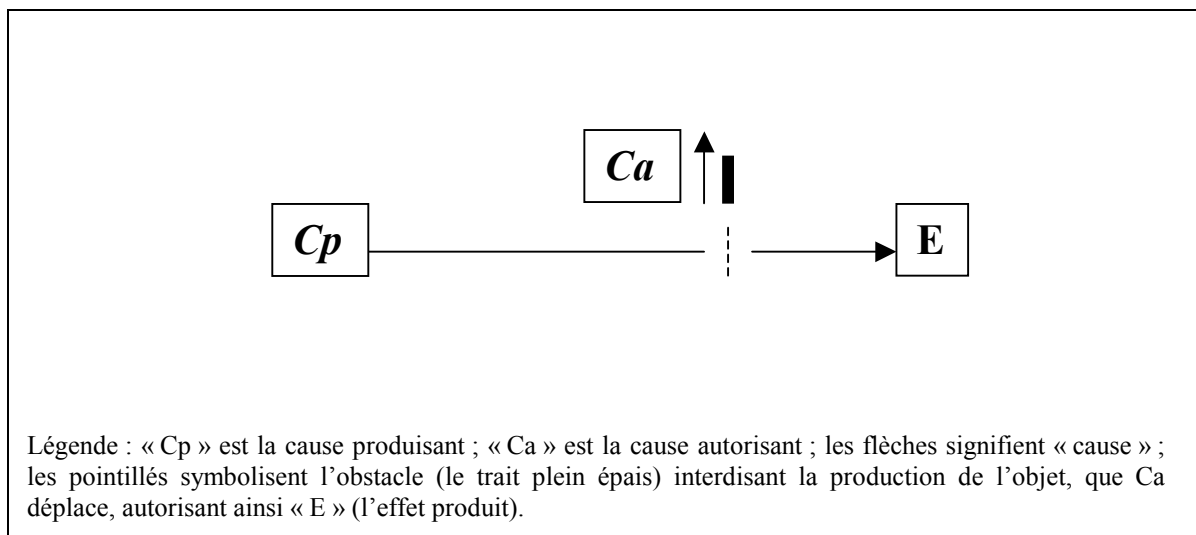 Ca
Cp
E
Légende : « Cp » est la cause produisant ; « Ca » est la cause autorisant ; les flèches signifient « cause » ;
les pointillés symbolisent l’obstacle (le trait plein épais) interdisant la production de l’objet, que Ca
déplace, autorisant ainsi « E » (l’effet produit).